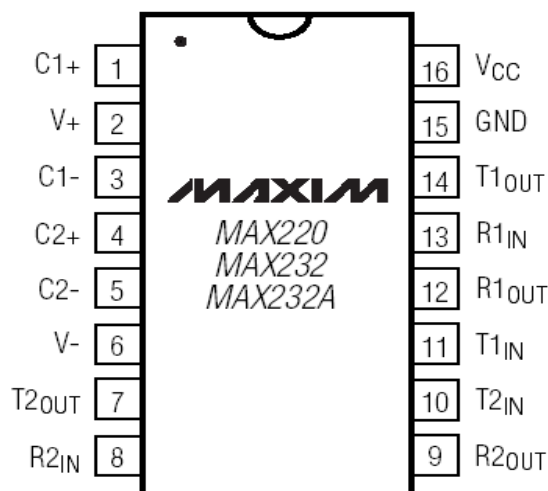 C1+ 1 16 VCC
V+ 2 15 GND
C1- 3 14 T1OUT
MAXIM
C2+ 4 MAX220 13 R1IN
MAX232
C2- 5 MAX232A 12 R1OUT
V- 6 11 T1IN
T2OUT 7 10 T2IN
R2IN 8 9 R2OUT